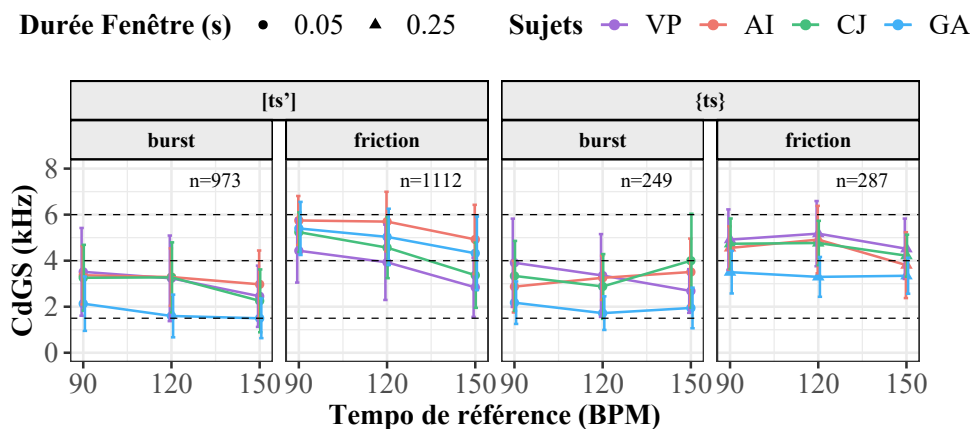 Durée Fenêtre (s) 0.05 0.25 Sujets VP AI CJ GA
[ts’] {ts}
burst friction burst friction
n=973 n=1112 n=249 n=287
8
6
4
2
0
CdGS (kHz)
90 120 150 90 120 150 90 120 150 90 120 150
Tempo de référence (BPM)